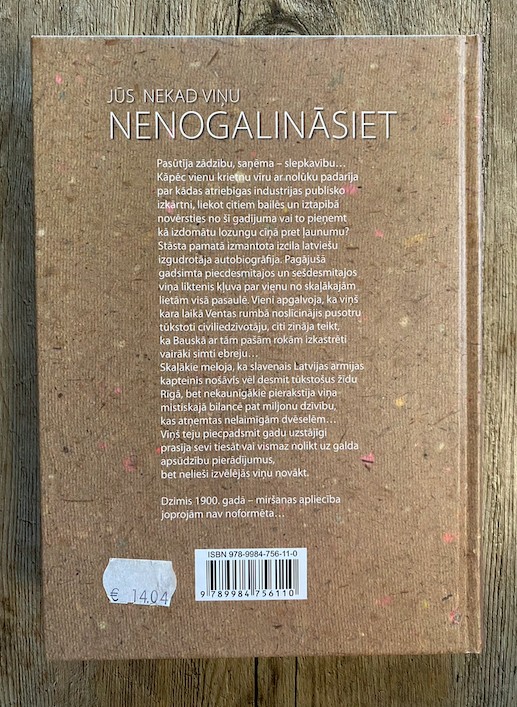 JŪS NEKAD VIŅU
NENOGALINĀSIET
Pasūtīja zādzību, saņēma – slepkavību...
Kāpēc vienu krietnu vīru ar nolūku padarīja
par kādas atriebīgas industrijas publisko
izkārtni, liekot citiem bailēs un iztapībā
novērsties no šī gadījuma vai to pieņemt
kā izdomātu lozungu cīņā pret ļaunumu?
Stāsta pamatā izmantota izcila latviešu
izgudrotāja autobiogrāfija. Pagājušā
gadsimta piecdesmitajos un sešdesmitajos
viņa liktenis kļuva par vienu no skaļākajām
lietām visā pasaulē. Vieni apgalvoja, ka viņš
kara laikā Ventas rumbā noslīcinājis pusotru
tūkstoti civiliedzīvotāju, citi zināja teikt,
ka Bauskā ar tām pašām rokām izkastrēti
vairāki simti ebreju...
Skaļākie meloja, ka slavenais Latvijas armijas
kapteinis nošāvis vēl desmit tūkstošus žīdu
Rīgā, bet nekaunīgākie pierakstīja viņa
mistiskajā bilancē pat miljonu dzīvību,
kas atņemtas nelaimīgām dvēselēm...
Viņš teju piecpadsmit gadu uzstājīgi
prasīja sevi tiesāt vai vismaz nolikt uz galda
apsūdzību pierādījumus,
bet nelieši izvēlējās viņu novākt.
Dzimis 1900. gadā – miršanas apliecība
joprojām nav noformēta...
ISBN 978-9984-756-11-0
9 789984 756110
€ 14.04